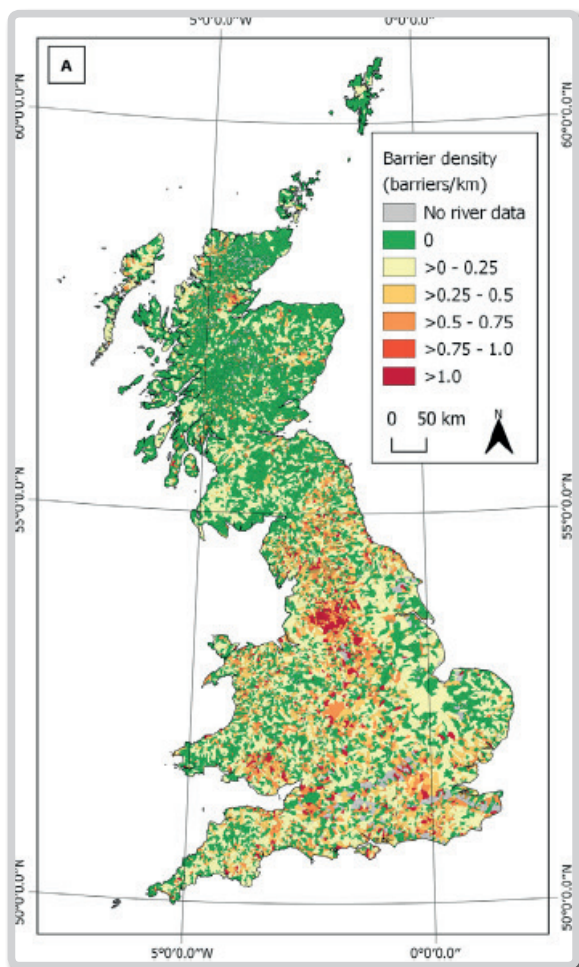 5°0'0.0"W 0°0'0.0"
A
60°0'0.0"N 60°0'0.0"N
Barrier density
(barriers/km)
No river data
0
>0 - 0.25
>0.25 - 0.5
>0.5 - 0.75
>0.75 - 1.0
>1.0
0 50 km
N
55°0'0.0"N 55°0'0.0"N
50°0'0.0"N 50°0'0.0"N
5°0'0.0"W 0°0'0.0"